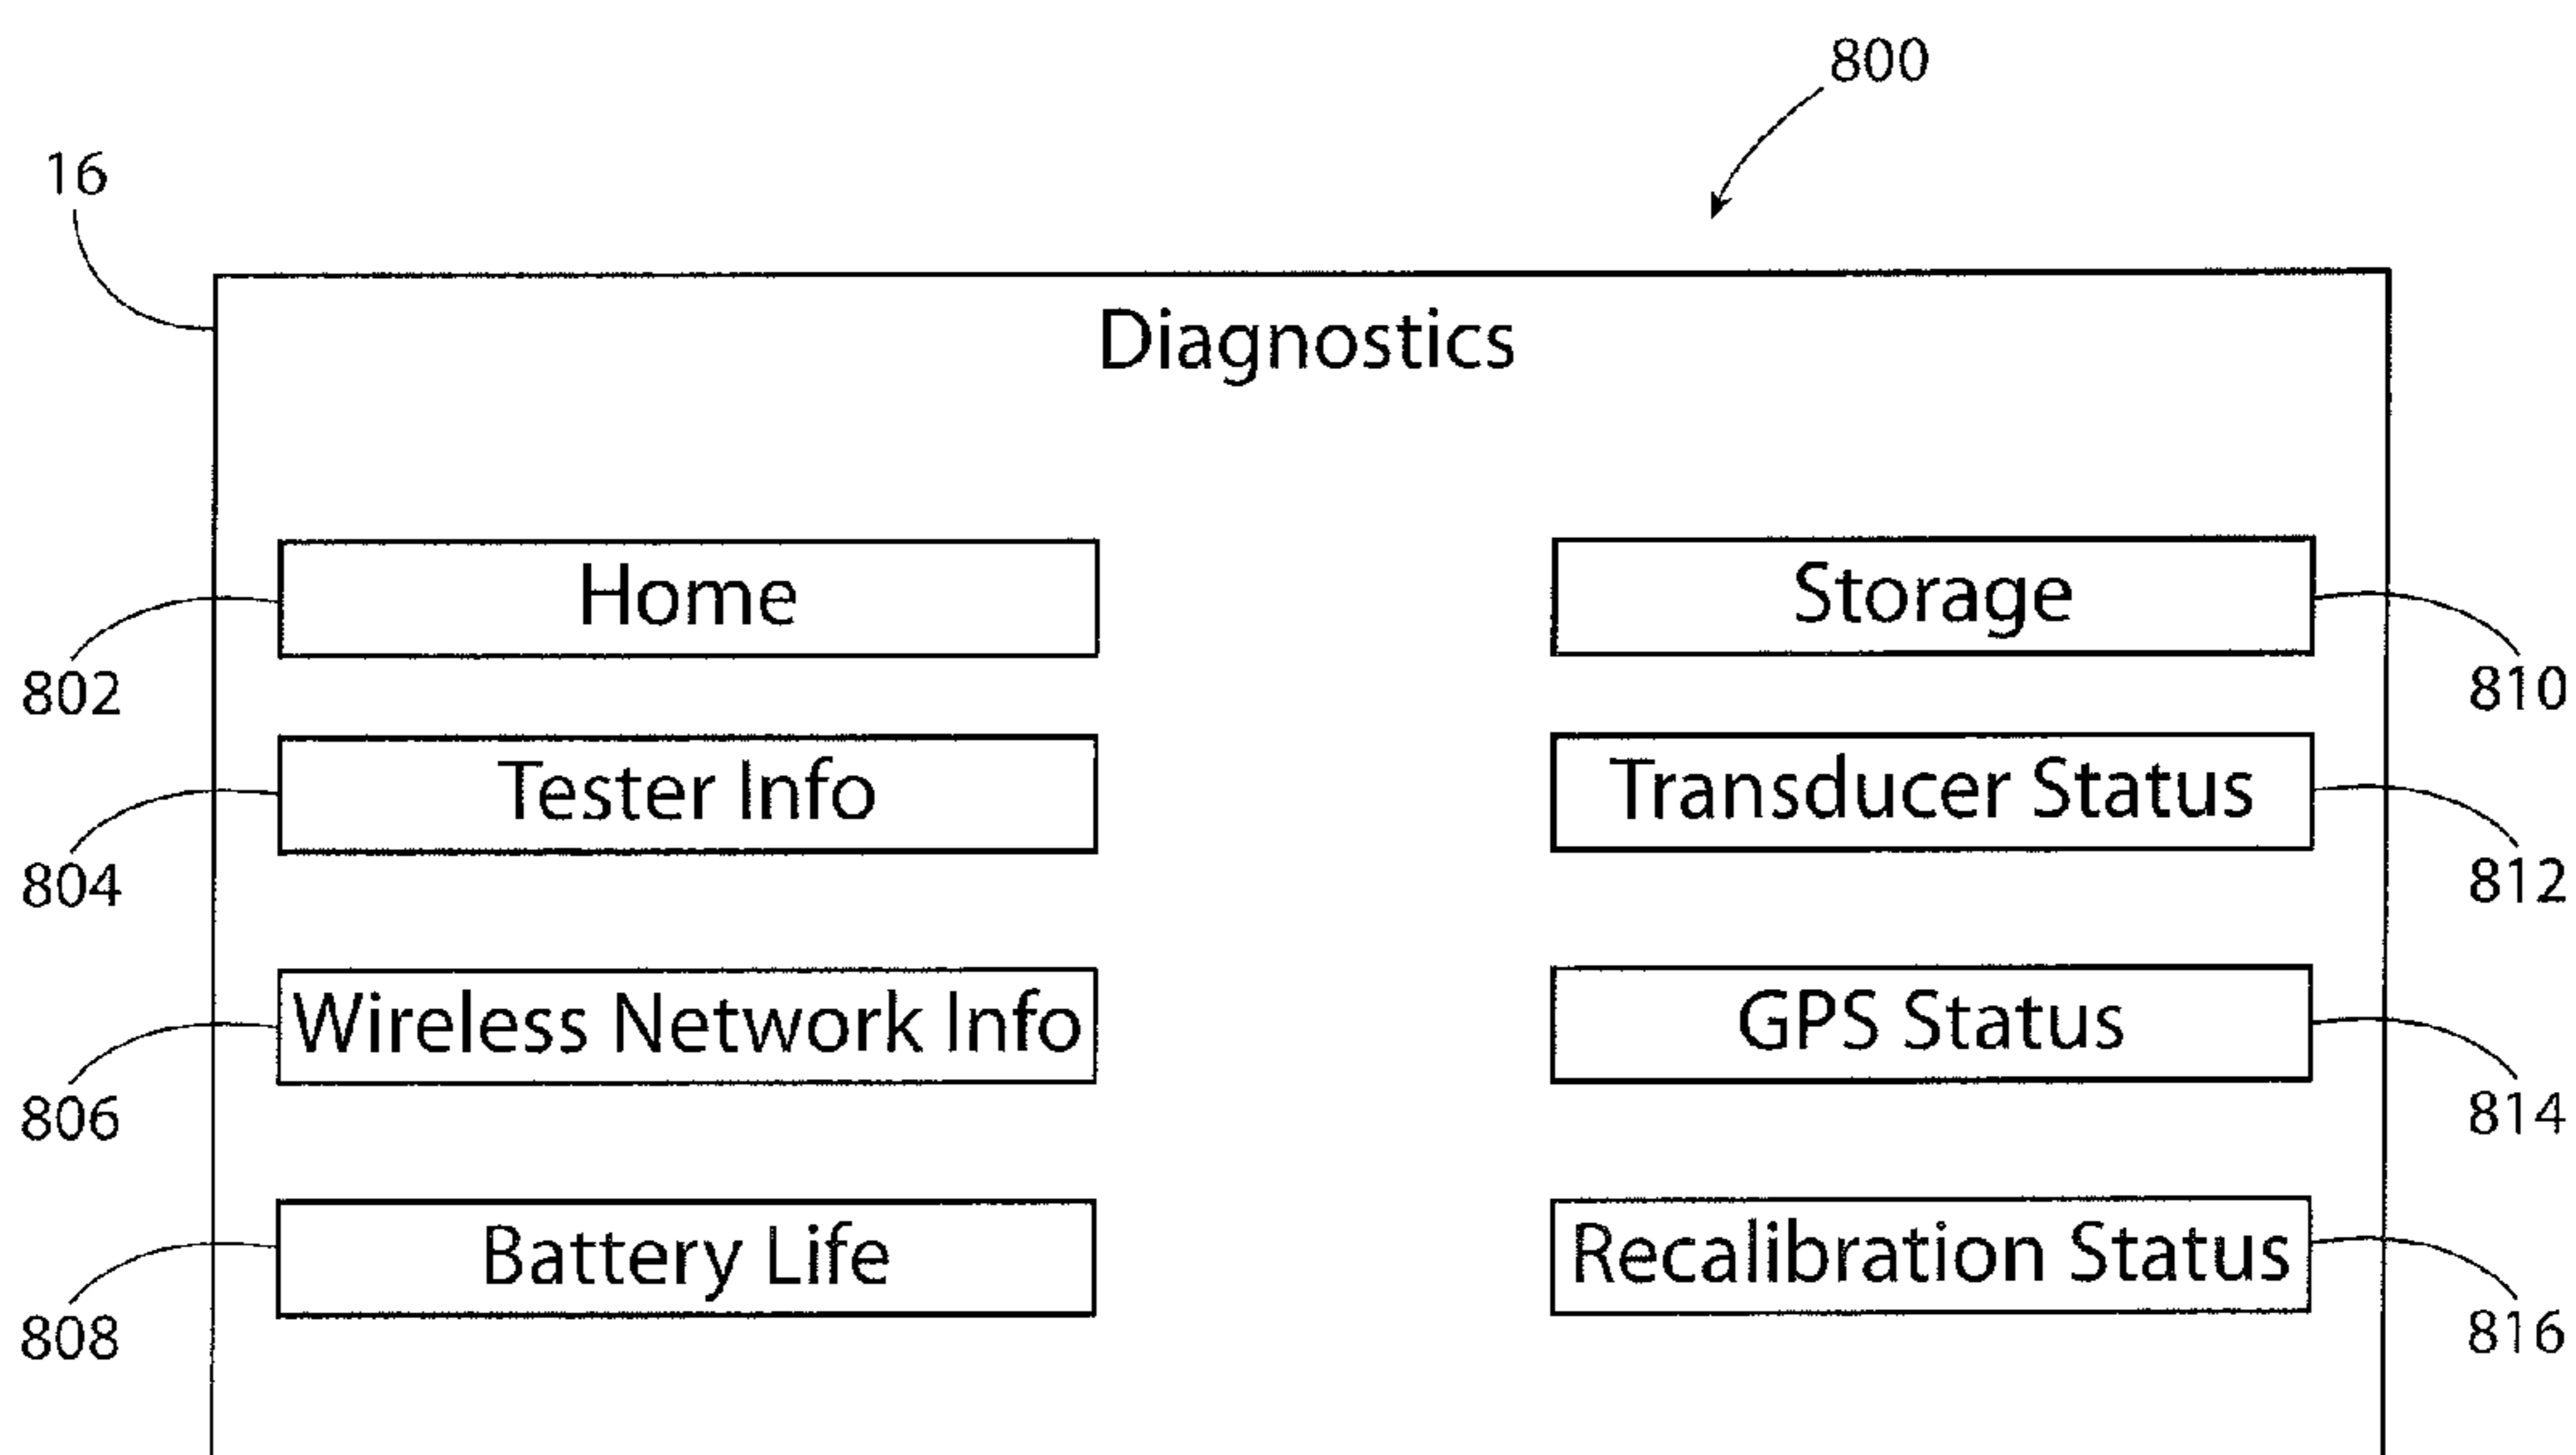 800
16
Diagnostics
Home
Storage
802
810
Tester Info
Transducer Status
804
812
Wireless Network Info
GPS Status
806
814
Battery Life
Recalibration Status
808
816